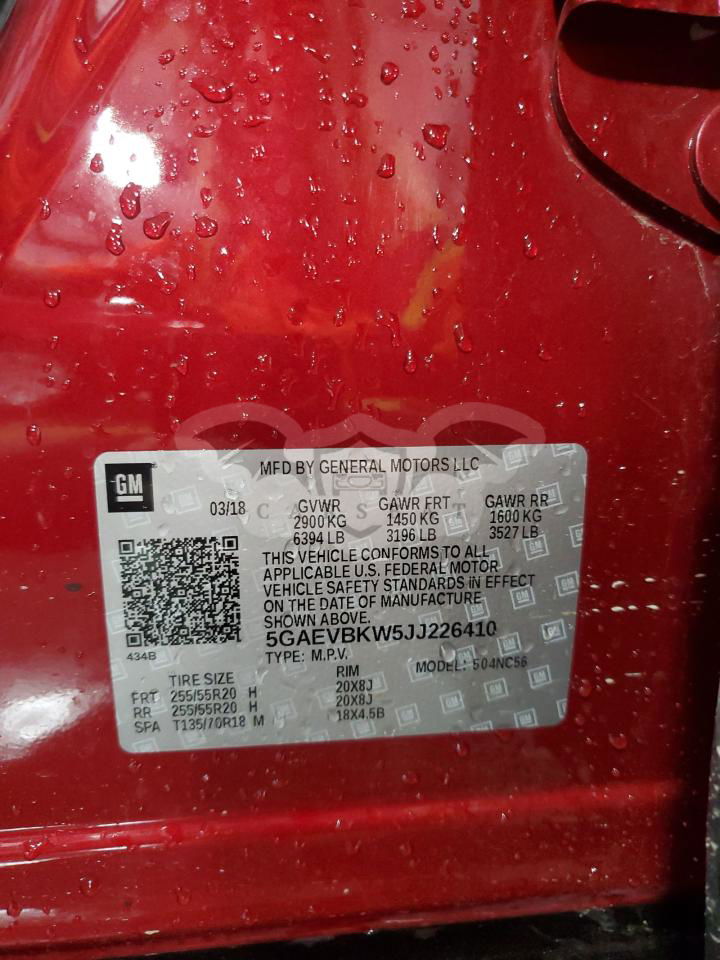 GM
MFD BY GENERAL MOTORS LLC
03/18 GVWR GAWR FRT GAWR RR
2900 KG 1450 KG 1600 KG
6394 LB 3196 LB 3527 LB
THIS VEHICLE CONFORMS TO ALL
APPLICABLE U.S. FEDERAL MOTOR
VEHICLE SAFETY STANDARDS IN EFFECT
ON THE DATE OF MANUFACTURE
SHOWN ABOVE.
5GAEVBKW5JJ226410
434B
TYPE: M.P.V. MODEL: 504NC56
TIRE SIZE RIM
FRT 255/55R20 H 20X8J
RR 255/55R20 H 20X8J
SPA T135/70R18 M 18X4.5B